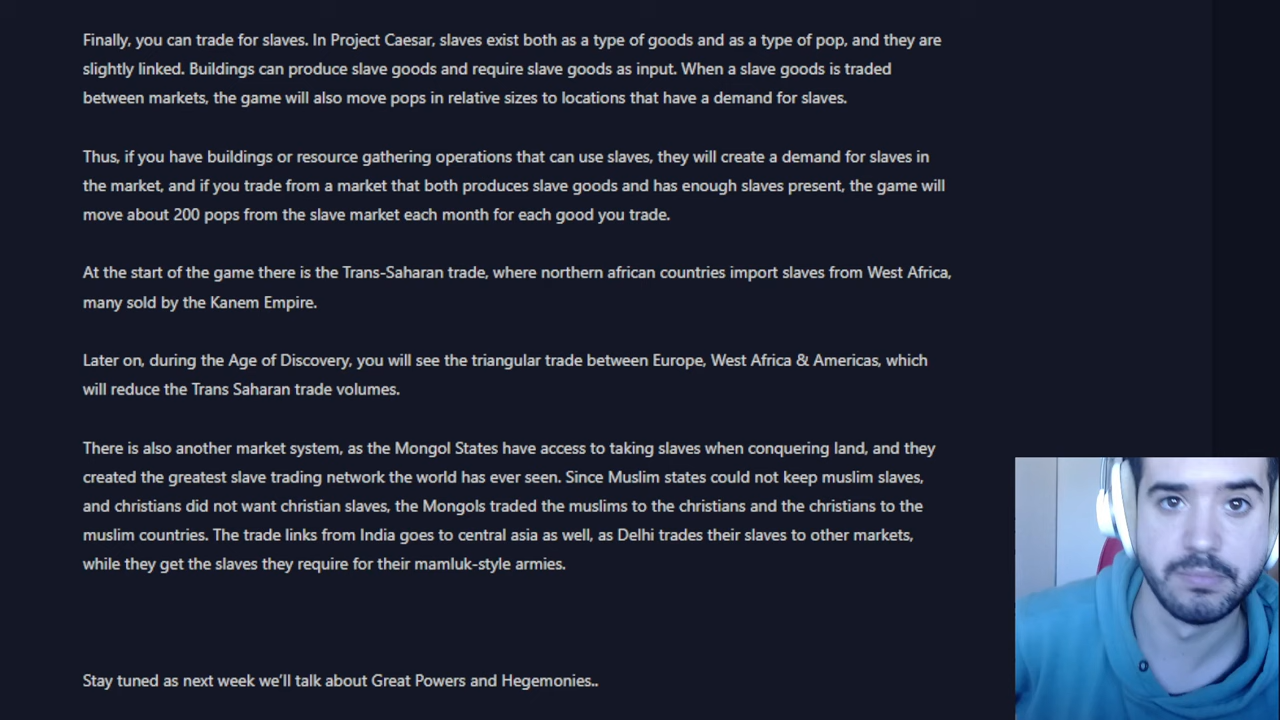 Finally, you can trade for slaves. In Project Caesar, slaves exist both as a type of goods and as a type of pop, and they are
slightly linked. Buildings can produce slave goods and require slave goods as input. When a slave goods is traded
between markets, the game will also move pops in relative sizes to locations that have a demand for slaves.
Thus, if you have buildings or resource gathering operations that can use slaves, they will create a demand for slaves in
the market, and if you trade from a market that both produces slave goods and has enough slaves present, the game will
move about 200 pops from the slave market each month for each good you trade.
At the start of the game there is the Trans-Saharan trade, where northern african countries import slaves from West Africa,
many sold by the Kanem Empire.
Later on, during the Age of Discovery, you will see the triangular trade between Europe, West Africa & Americas, which
will reduce the Trans Saharan trade volumes.
There is also another market system, as the Mongol States have access to taking slaves when conquering land, and they
created the greatest slave trading network the world has ever seen. Since Muslim states could not keep muslim slaves,
and christians did not want christian slaves, the Mongols traded the muslims to the christians and the christians to the
muslim countries. The trade links from India goes to central asia as well, as Delhi trades their slaves to other markets,
while they get the slaves they require for their mamluk-style armies.
Stay tuned as next week we'll talk about Great Powers and Hegemonies..